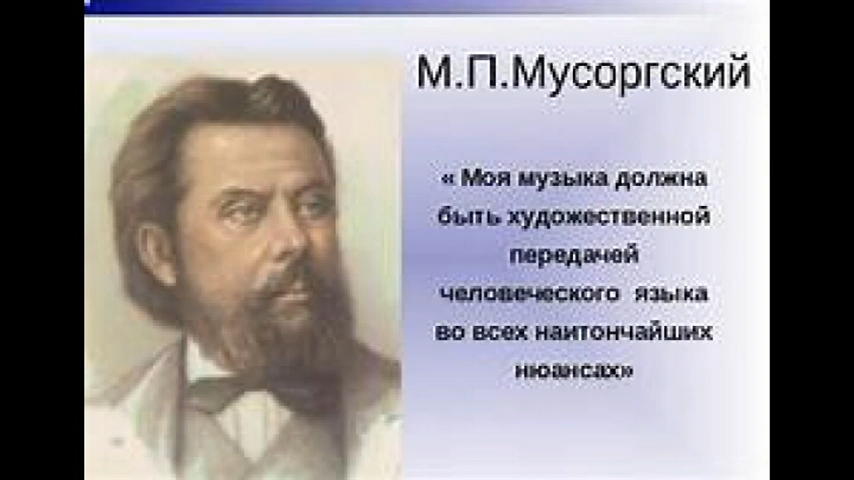 М.П.Мусоргский
« Моя музыка должна
быть художественной
передачей
человеческого языка
во всех наитончайших
нюансах»